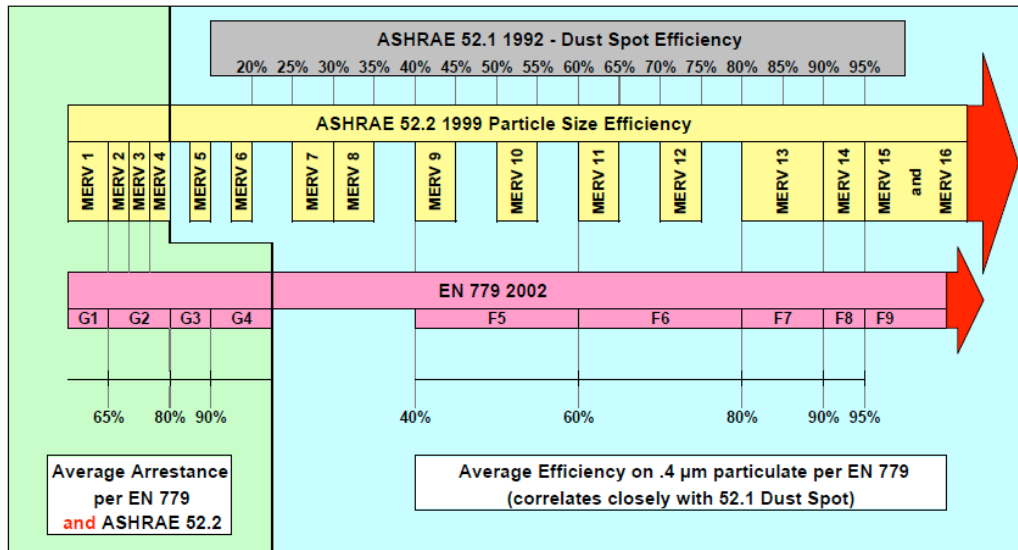 ASHRAE 52.1 1992 - Dust Spot Efficiency
20% 25% 30% 35% 40% 45% 50% 55% 60% 65% 70% 75% 80% 85% 90% 95%
ASHRAE 52.2 1999 Particle Size Efficiency
MERV 1
MERV 2
MERV 3
MERV 4
MERV 5
MERV 6
MERV 7
MERV 8
MERV 9
MERV 10
MERV 11
MERV 12
MERV 13
MERV 14
MERV 15
and
MERV 16
EN 779 2002
G1 G2 G3 G4 F5 F6 F7 F8 F9
65% 80% 90% 40% 60% 80% 90% 95%
Average Arrestance
per EN 779
and ASHRAE 52.2
Average Efficiency on .4 µm particulate per EN 779
(correlates closely with 52.1 Dust Spot)